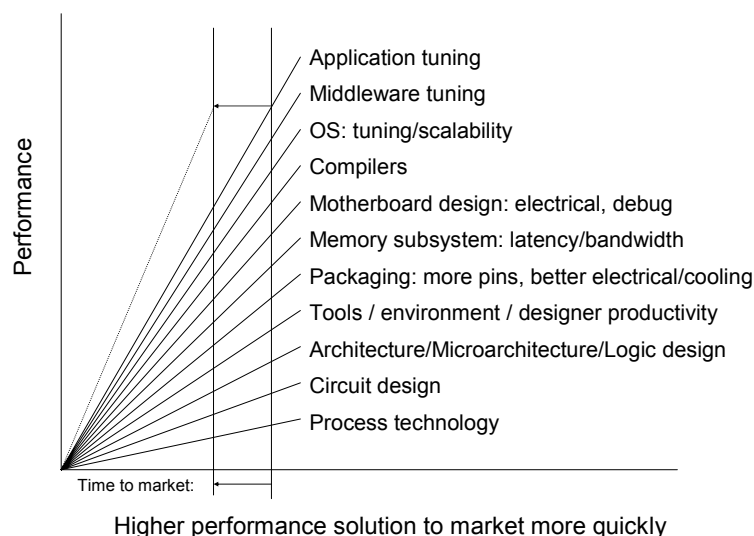 Performance
Application tuning
Middleware tuning
OS: tuning/scalability
Compilers
Motherboard design: electrical, debug
Memory subsystem: latency/bandwidth
Packaging: more pins, better electrical/cooling
Tools / environment / designer productivity
Architecture/Microarchitecture/Logic design
Circuit design
Process technology
Time to market:
Higher performance solution to market more quickly